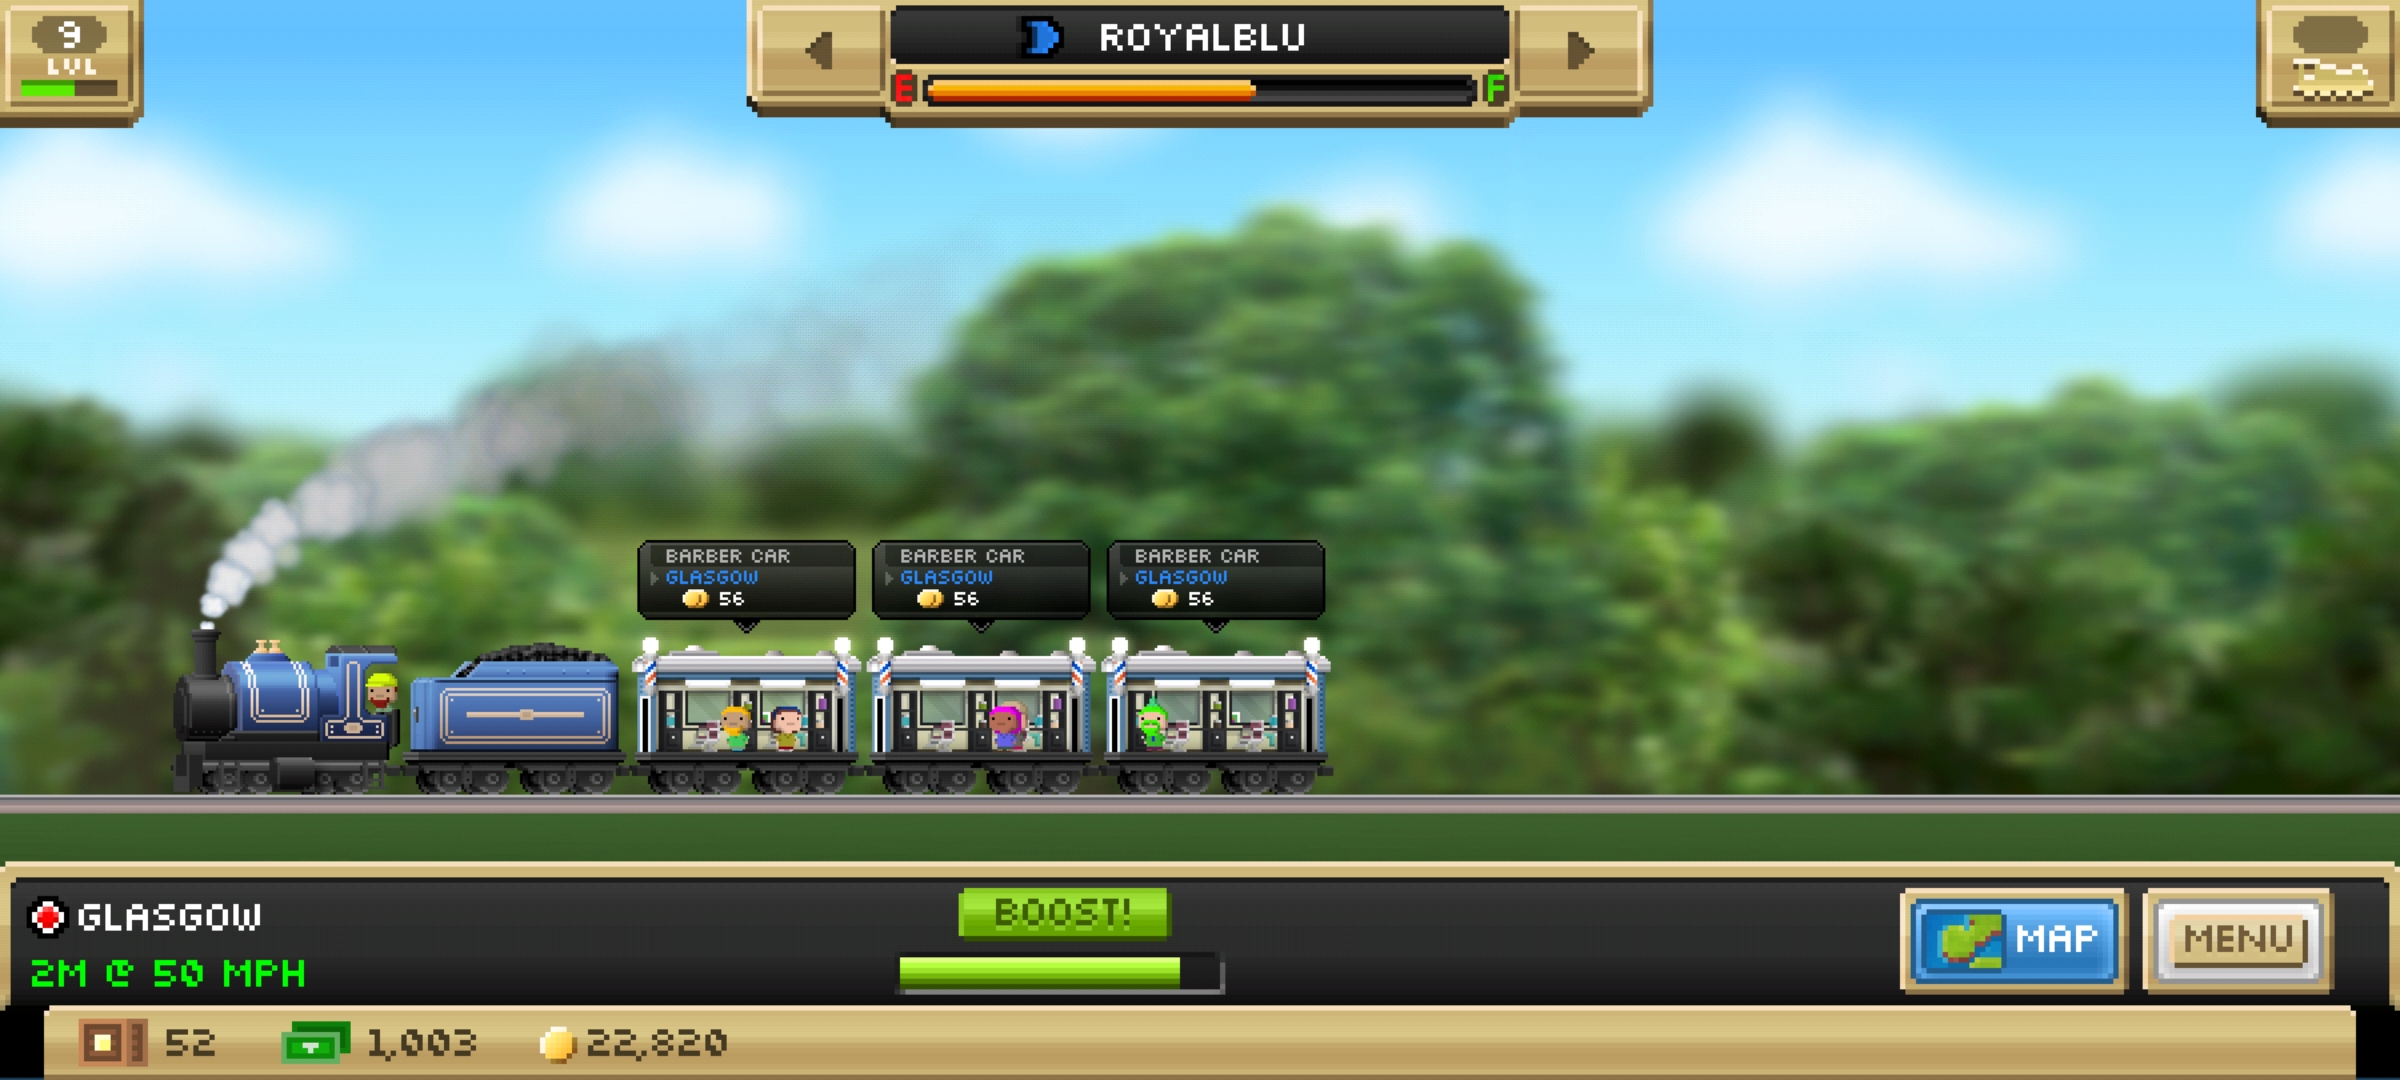 9
LVL
ROYALBLU
E F
BARBER CAR
GLASGOW
56
BARBER CAR
GLASGOW
56
BARBER CAR
GLASGOW
56
GLASGOW
2M @ 50 MPH
BOOST!
MAP
MENU
52 1,003 22,820